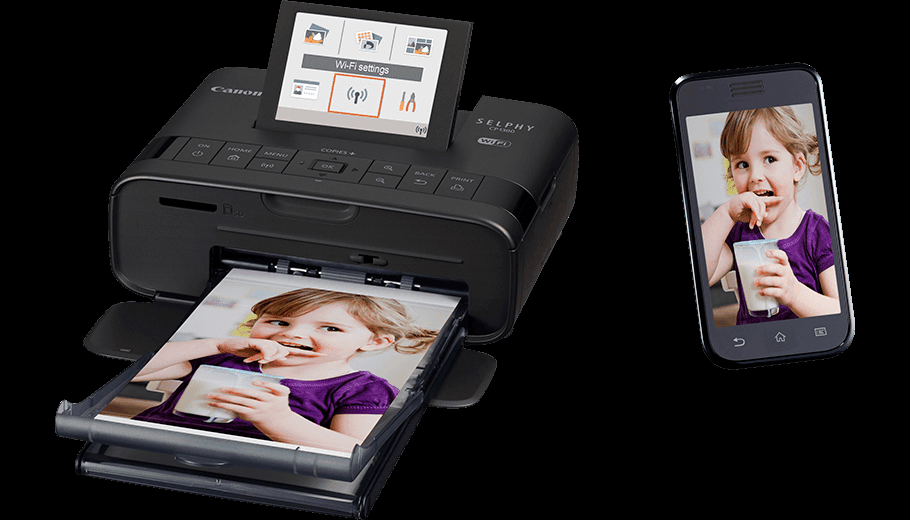 Wi-Fi settings
Canon
SELPHY
CP1300
Wi Fi
ON
HOME
MENU
COPIES +
OK
BACK
PRINT